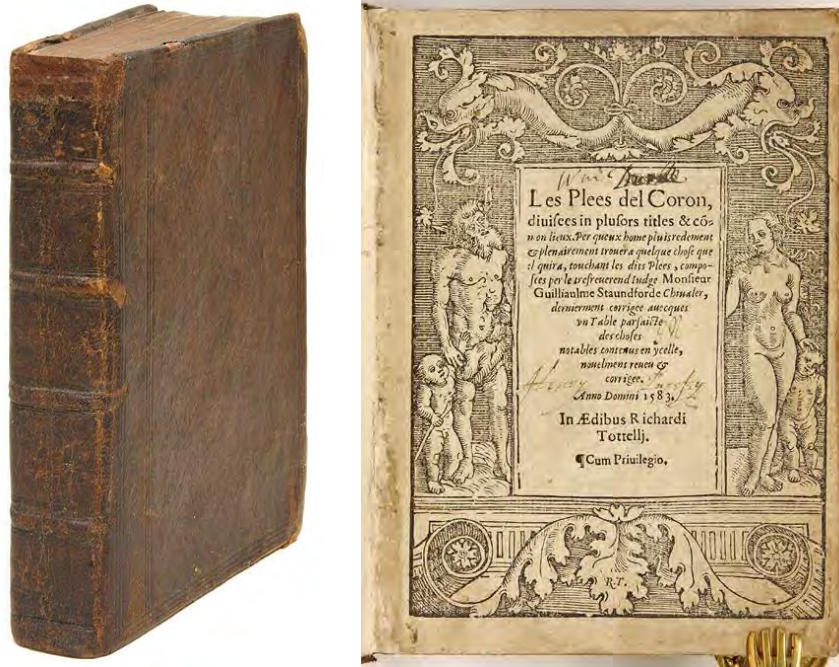 Les Plees del Coron,
diuisees in plusors titles & cõ-
mon lieux. Per queux home pluis redement
& plenairement trouera quelque chose que
il quira, touchant les dits Plees, compo-
sees per le tresreuerend Iudge Monsieur
Guilliaulme Staundforde Chiualer,
dernierment corrigee auecques
vn Table parfaicte
des choses
notables contenus en ycelle,
nouelment reueu &
corrigee.
Anno Domini 1583.
In Ædibus Richardi
Tottellj.
¶Cum Priuilegio.
R.T.